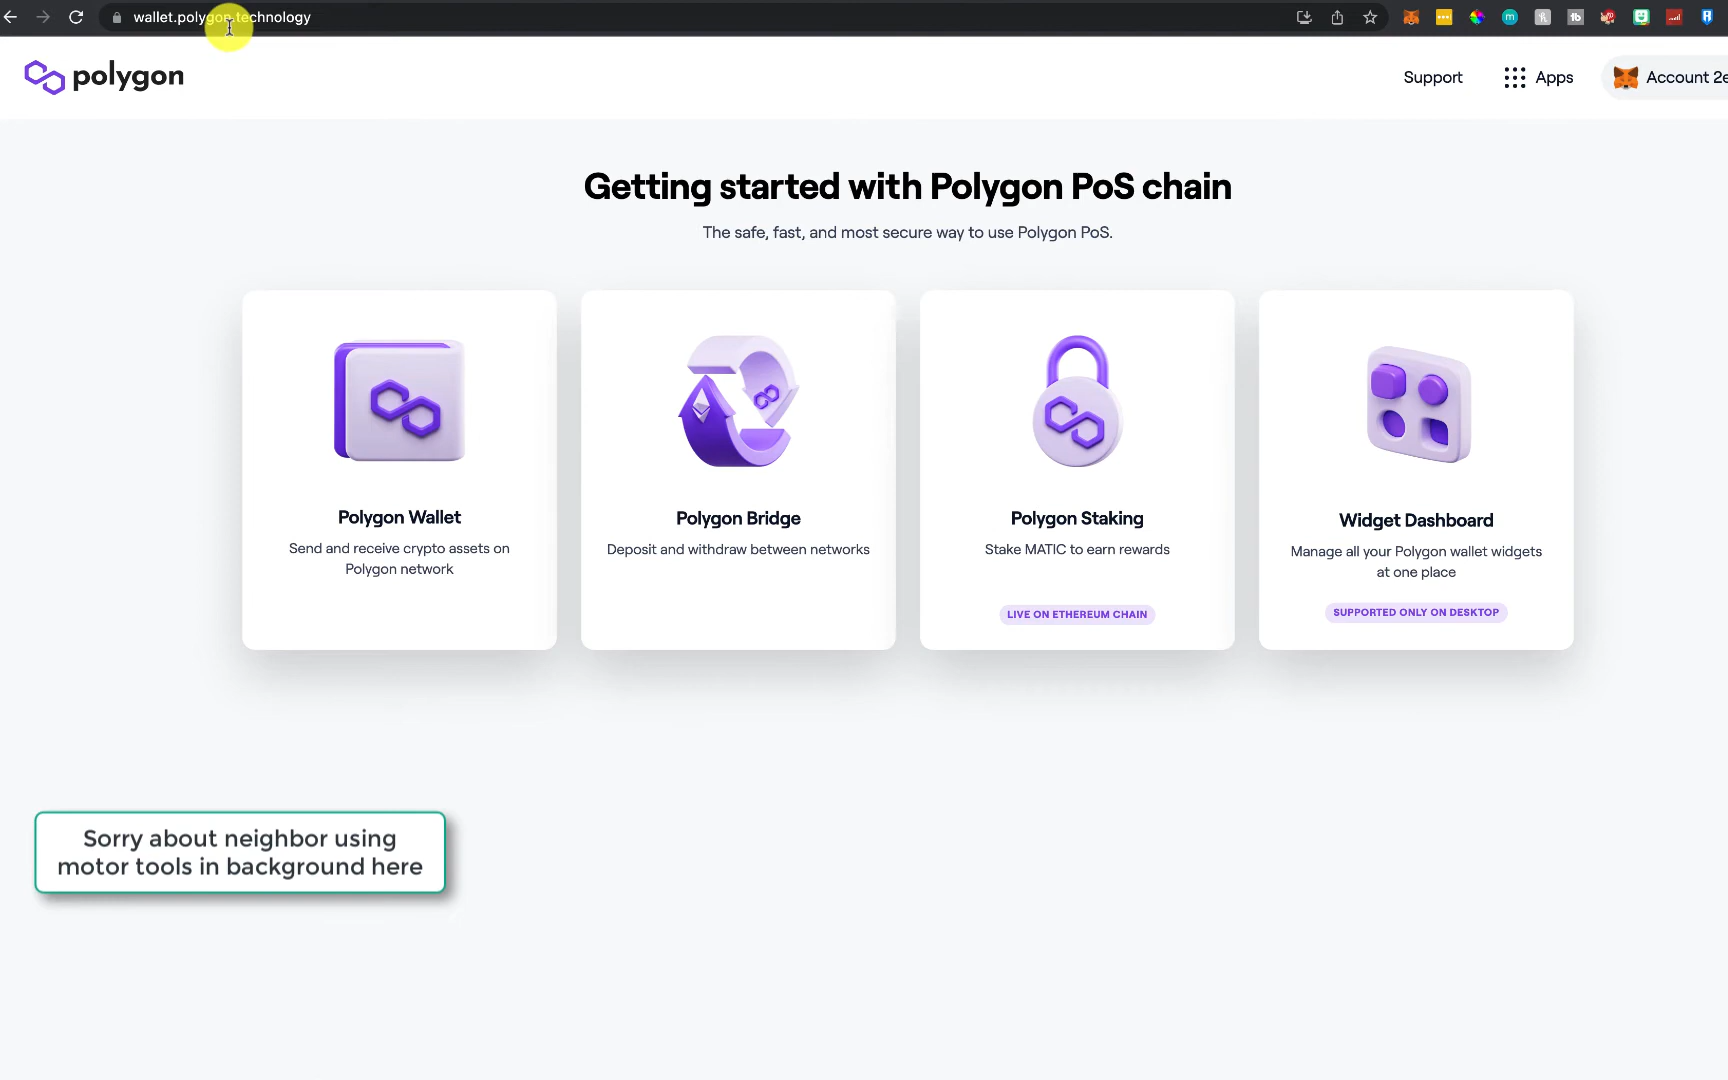 wallet.polygon.technology
polygon
Support
Apps
Account 2e
Getting started with Polygon PoS chain
The safe, fast, and most secure way to use Polygon PoS.
Polygon Wallet
Send and receive crypto assets on
Polygon network
Polygon Bridge
Deposit and withdraw between networks
Polygon Staking
Stake MATIC to earn rewards
LIVE ON ETHEREUM CHAIN
Widget Dashboard
Manage all your Polygon wallet widgets
at one place
SUPPORTED ONLY ON DESKTOP
Sorry about neighbor using
motor tools in background here